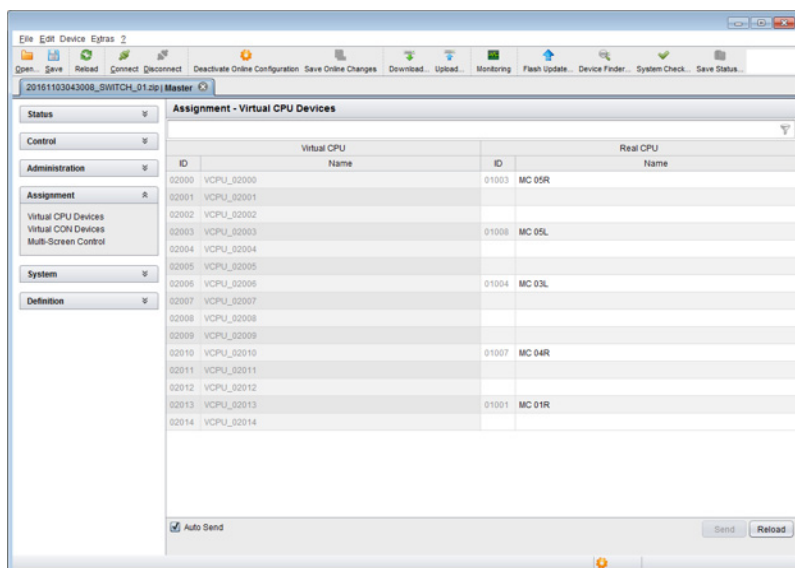 File Edit Device Extras ?
Open... Save Reload Connect Disconnect Deactivate Online Configuration Save Online Changes Download... Upload... Monitoring Flash Update... Device Finder... System Check... Save Status...
20161103043008_SWITCH_01.zip | Master
Status
Control
Administration
Assignment
Virtual CPU Devices
Virtual CON Devices
Multi-Screen Control
System
Definition
Assignment - Virtual CPU Devices
Virtual CPU Real CPU
ID Name ID Name
02000 VCPU_02000 01003 MC 05R
02001 VCPU_02001
02002 VCPU_02002
02003 VCPU_02003 01008 MC 05L
02004 VCPU_02004
02005 VCPU_02005
02006 VCPU_02006 01004 MC 03L
02007 VCPU_02007
02008 VCPU_02008
02009 VCPU_02009
02010 VCPU_02010 01007 MC 04R
02011 VCPU_02011
02012 VCPU_02012
02013 VCPU_02013 01001 MC 01R
02014 VCPU_02014
Auto Send Send Reload